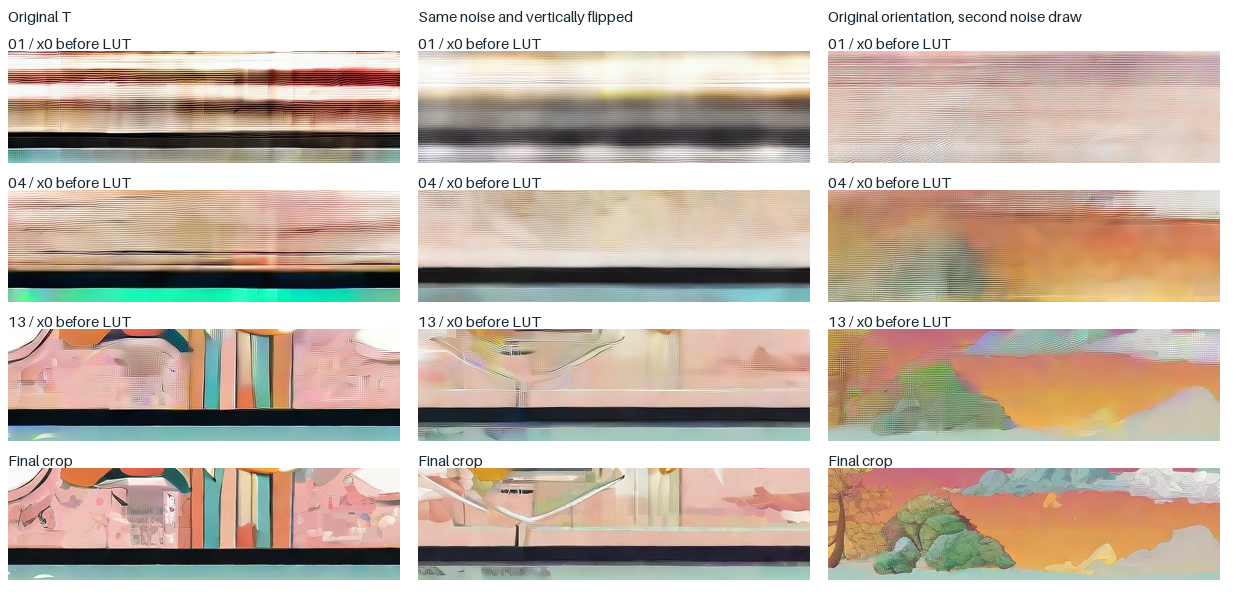 Original T
Same noise and vertically flipped
Original orientation, second noise draw
01 / x0 before LUT
01 / x0 before LUT
01 / x0 before LUT
04 / x0 before LUT
04 / x0 before LUT
04 / x0 before LUT
13 / x0 before LUT
13 / x0 before LUT
13 / x0 before LUT
Final crop
Final crop
Final crop